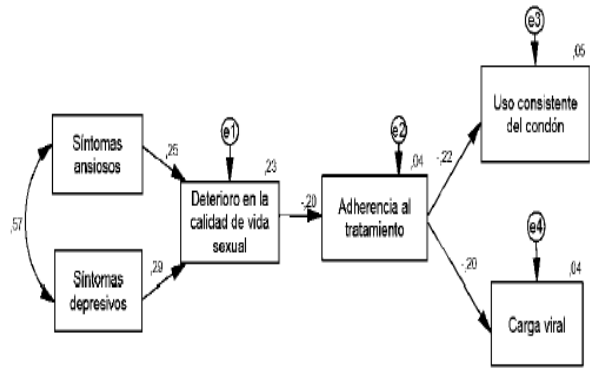 e3
,05
Uso consistente
del condón
Síntomas
ansiosos
,25
e1
,23
e2
,04
-,22
,57
Deterioro en la
calidad de vida
sexual
-,20
Adherencia al
tratamiento
Síntomas
depresivos
,29
-,20
e4
,04
Carga viral